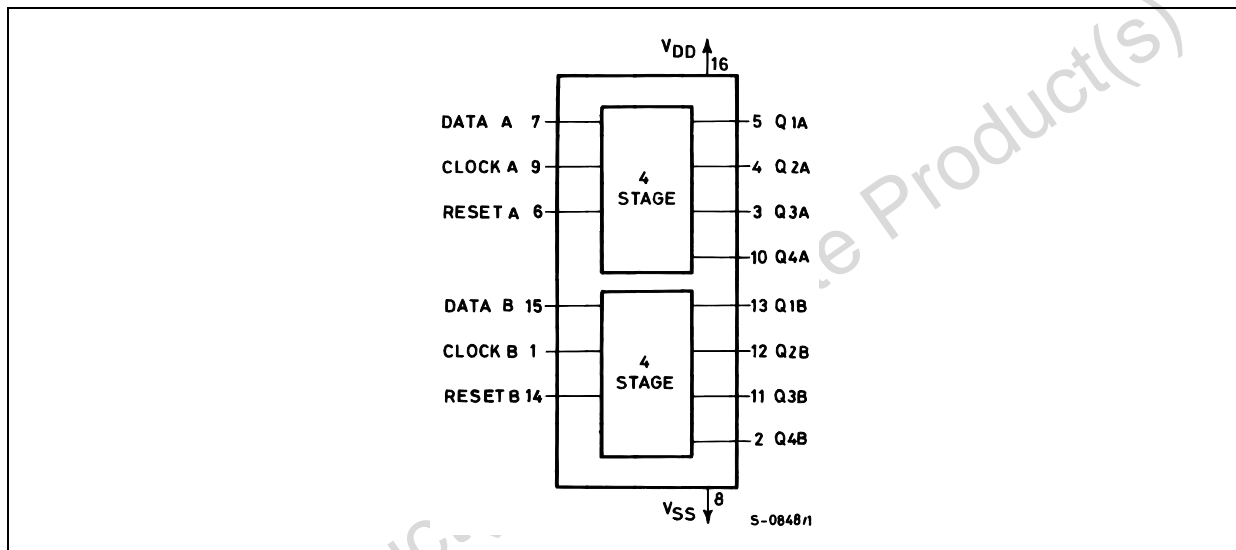 VDD
16
DATA A 7
5 Q1A
CLOCK A 9
4 Q2A
4
STAGE
RESET A 6
3 Q3A
10 Q4A
DATA B 15
13 Q1B
CLOCK B 1
12 Q2B
4
STAGE
RESET B 14
11 Q3B
2 Q4B
VSS
8
S-0848/1
Product(s)